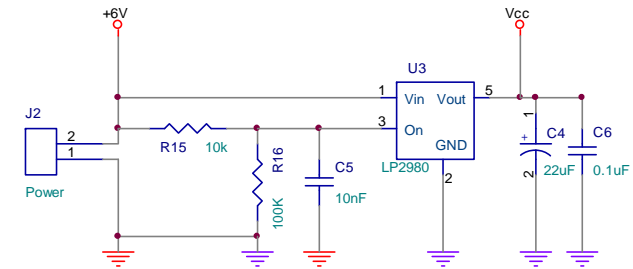 +6V
Vcc
U3
1
Vin
Vout
5
J2
2
1
Power
R15
10k
3
On
GND
LP2980
2
R16
100K
C5
10nF
1
+
C4
22uF
2
C6
0.1uF